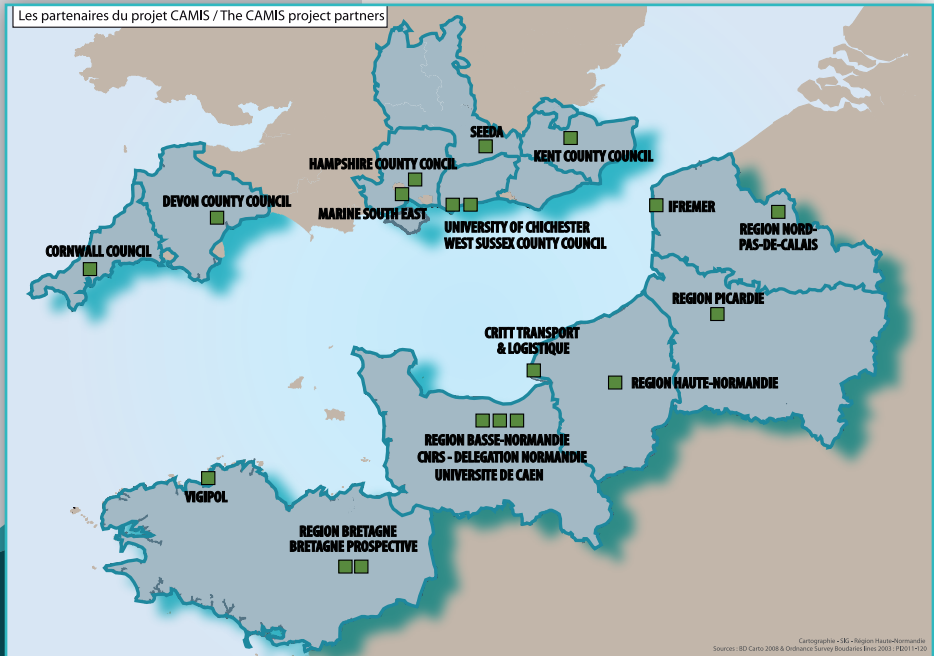 Les partenaires du projet CAMIS / The CAMIS project partners
SEEDA
KENT COUNTY COUNCIL
HAMPSHIRE COUNTY CONCIL
DEVON COUNTY COUNCIL
MARINE SOUTH EAST
IFREMER
UNIVERSITY OF CHICHESTER
WEST SUSSEX COUNTY COUNCIL
REGION NORD-
PAS-DE-CALAIS
CORNWALL COUNCIL
REGION PICARDIE
CRITT TRANSPORT
& LOGISTIQUE
REGION HAUTE-NORMANDIE
REGION BASSE-NORMANDIE
CNRS - DELEGATION NORMANDIE
UNIVERSITE DE CAEN
VIGIPOL
REGION BRETAGNE
BRETAGNE PROSPECTIVE
Cartographie - SIG - Région Haute-Normandie
Sources : BD Carto 2008 & Ordnance Survey Boudaries lines 2003 : PI2011-120